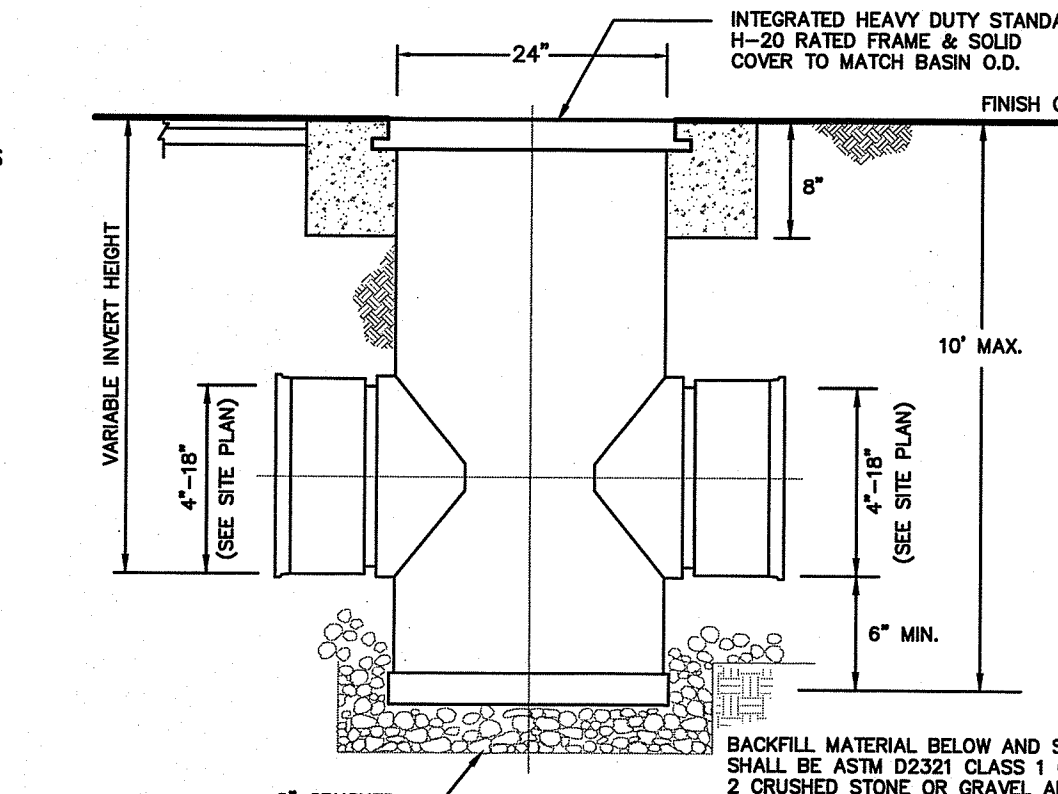 INTEGRATED HEAVY DUTY
H-20 RATED FRAME & SOLID
COVER TO MATCH BASIN O.D.
24"
FINISH
8"
VARIABLE INVERT HEIGHT
10' MAX.
4"-18"
(SEE SITE PLAN)
4"-18"
(SEE SITE PLAN)
6" MIN.
BACKFILL MATERIAL BELOW AND
SHALL BE ASTM D2321 CLASS 1
2 CRUSHED STONE OR GRAVEL